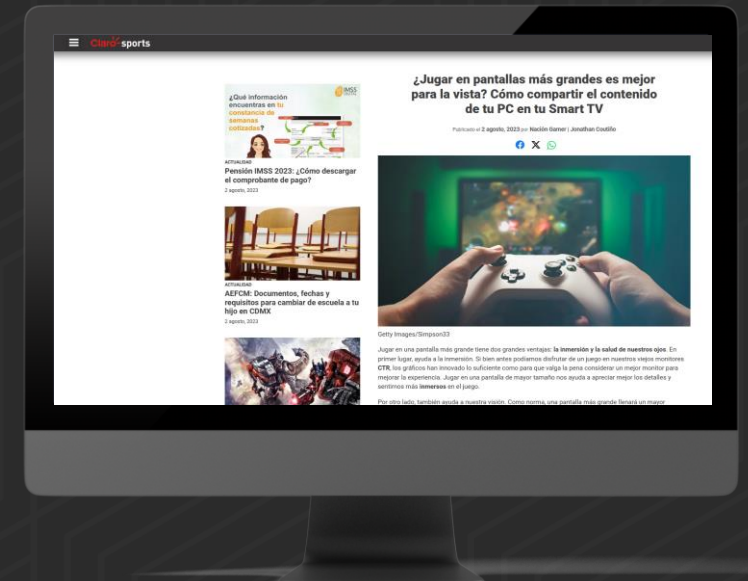 Claro sports
¿Qué información
encuentras en tu
constancia de
semanas
cotizadas?
IMSS
ACTUALIDAD
Pensión IMSS 2023: ¿Cómo descargar
el comprobante de pago?
2 agosto, 2023
ACTUALIDAD
AEFCM: Documentos, fechas y
requisitos para cambiar de escuela a tu
hijo en CDMX
2 agosto, 2023
¿Jugar en pantallas más grandes es mejor
para la vista? Cómo compartir el contenido
de tu PC en tu Smart TV
Publicado el 2 agosto, 2023 por Nación Gamer | Jonathan Coutiño
Getty Images/Simpson33
Jugar en una pantalla más grande tiene dos grandes ventajas: la inmersión y la salud de nuestros ojos. En
primer lugar, ayuda a la inmersión. Si bien antes podíamos disfrutar de un juego en nuestros viejos monitores
CTR, los gráficos han innovado lo suficiente como para que valga la pena considerar un mejor monitor para
mejorar la experiencia. Jugar en una pantalla de mayor tamaño nos ayuda a apreciar mejor los detalles y
sentirnos más inmersos en el juego.
Por otro lado, también ayuda a nuestra visión. Como norma, una pantalla más grande llenará un mayor